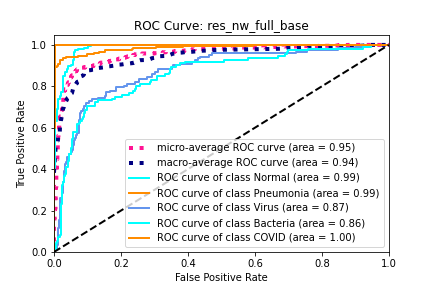 ROC Curve: res_nw_full_base
1.0
0.8
0.6
0.4
0.2
0.0
True Positive Rate
micro-average ROC curve (area = 0.95)
macro-average ROC curve (area = 0.94)
ROC curve of class Normal (area = 0.99)
ROC curve of class Pneumonia (area = 0.99)
ROC curve of class Virus (area = 0.87)
ROC curve of class Bacteria (area = 0.86)
ROC curve of class COVID (area = 1.00)
0.0 0.2 0.4 0.6 0.8 1.0
False Positive Rate